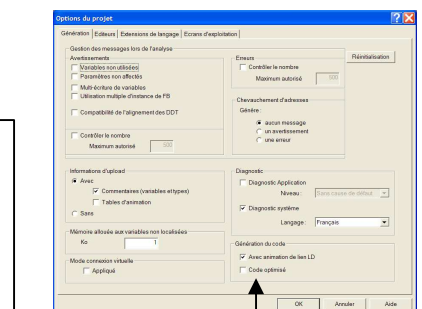 Options du projet
Génération Editeurs Extensions de langage Ecrans d'exploitation
Gestion des messages lors de l'analyse
Avertissements
Variables non utilisées
Paramètres non affectés
Multi-écriture de variables
Utilisation multiple d'instance de FB
Compatibilité de l'alignement des DDT
Contrôler le nombre
Maximum autorisé 500
Erreurs
Contrôler le nombre
Maximum autorisé 500
Chevauchement d'adresses
Génère :
aucun message
un avertissement
une erreur
Réinitialisation
Informations d'upload
Avec
Commentaires (variables et types)
Tables d'animation
Sans
Mémoire allouée aux variables non localisées
Ko 1
Mode connexion virtuelle
Appliqué
Diagnostic
Diagnostic Application
Niveau : Sans cause de défaut
Diagnostic système
Langage : Français
Génération du code
Avec animation de lien LD
Code optimisé
OK Annuler Aide